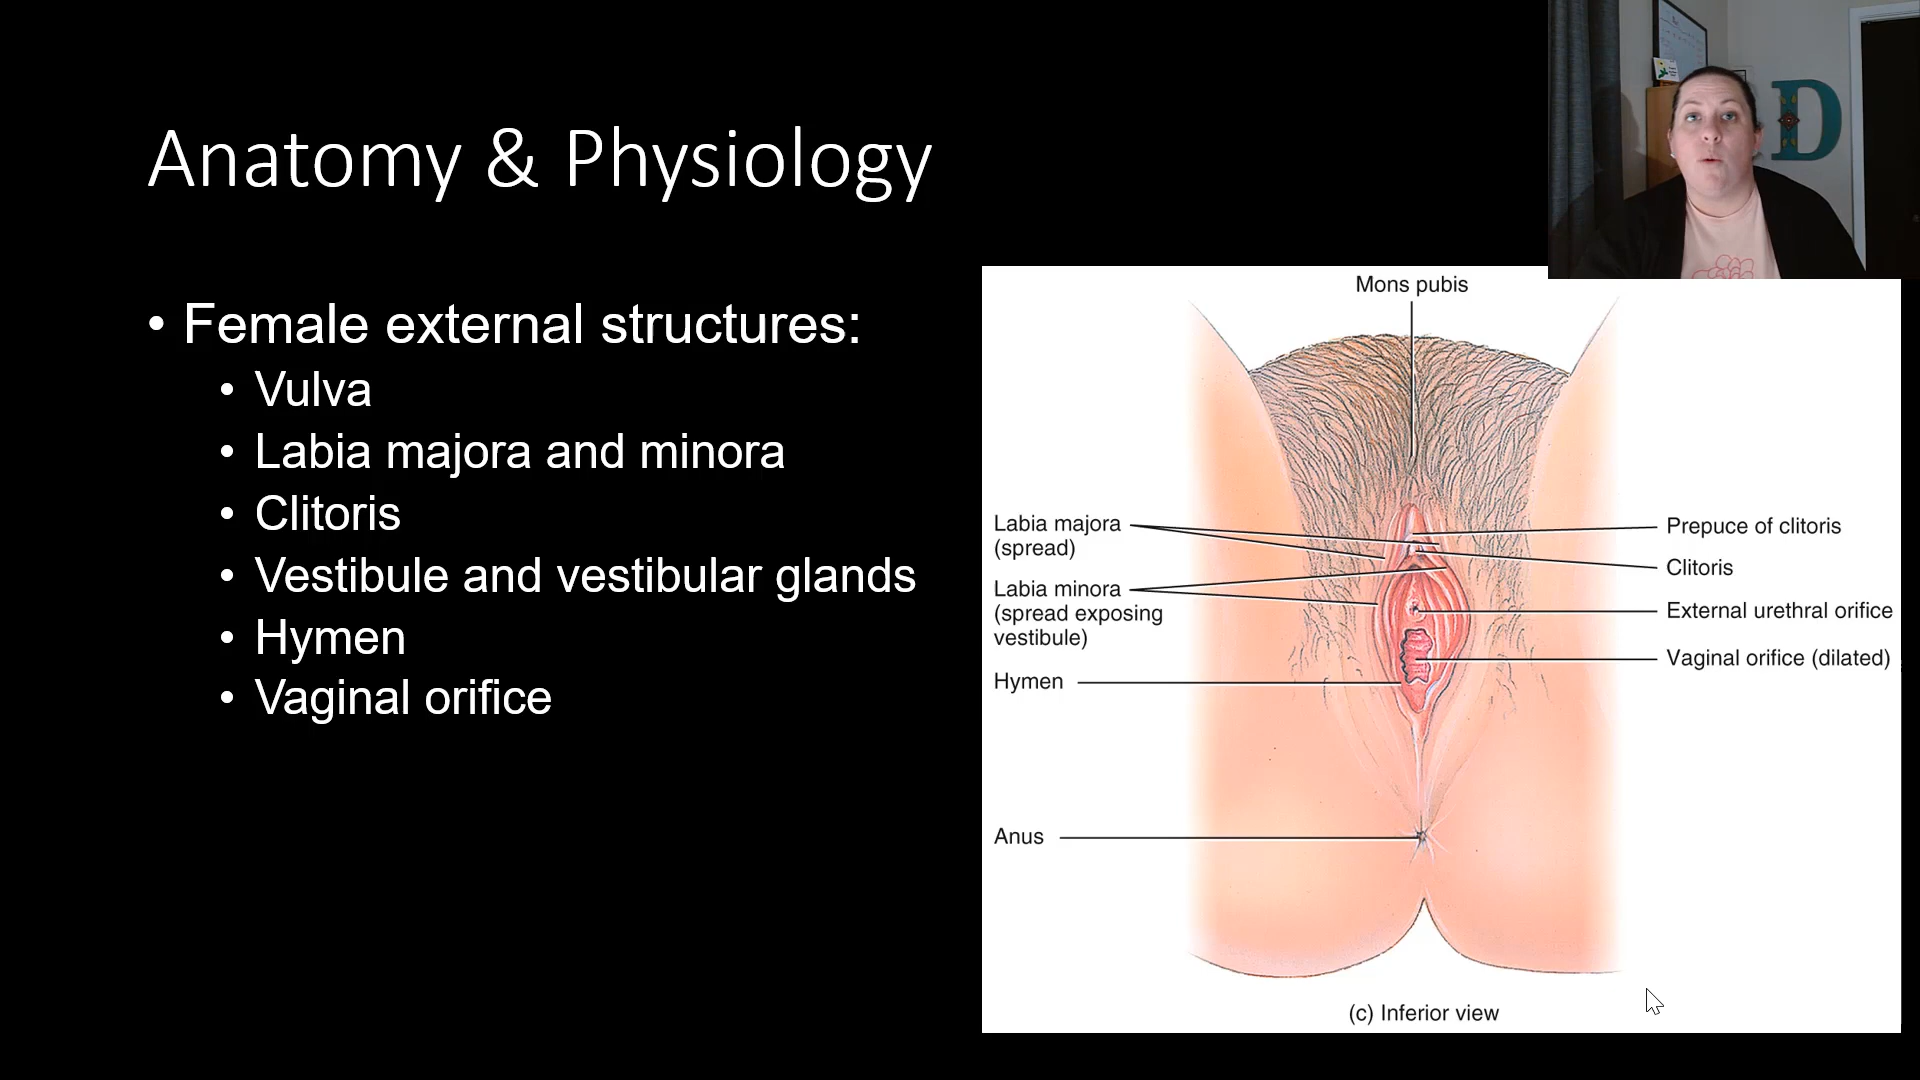 Anatomy & Physiology
• Female external structures:
• Vulva
• Labia majora and minora
• Clitoris
• Vestibule and vestibular glands
• Hymen
• Vaginal orifice
Mons pubis
Labia majora
(spread)
Labia minora
(spread exposing
vestibule)
Hymen
Anus
Prepuce of clitoris
Clitoris
External urethral orifice
Vaginal orifice (dilated)
(c) Inferior view
D